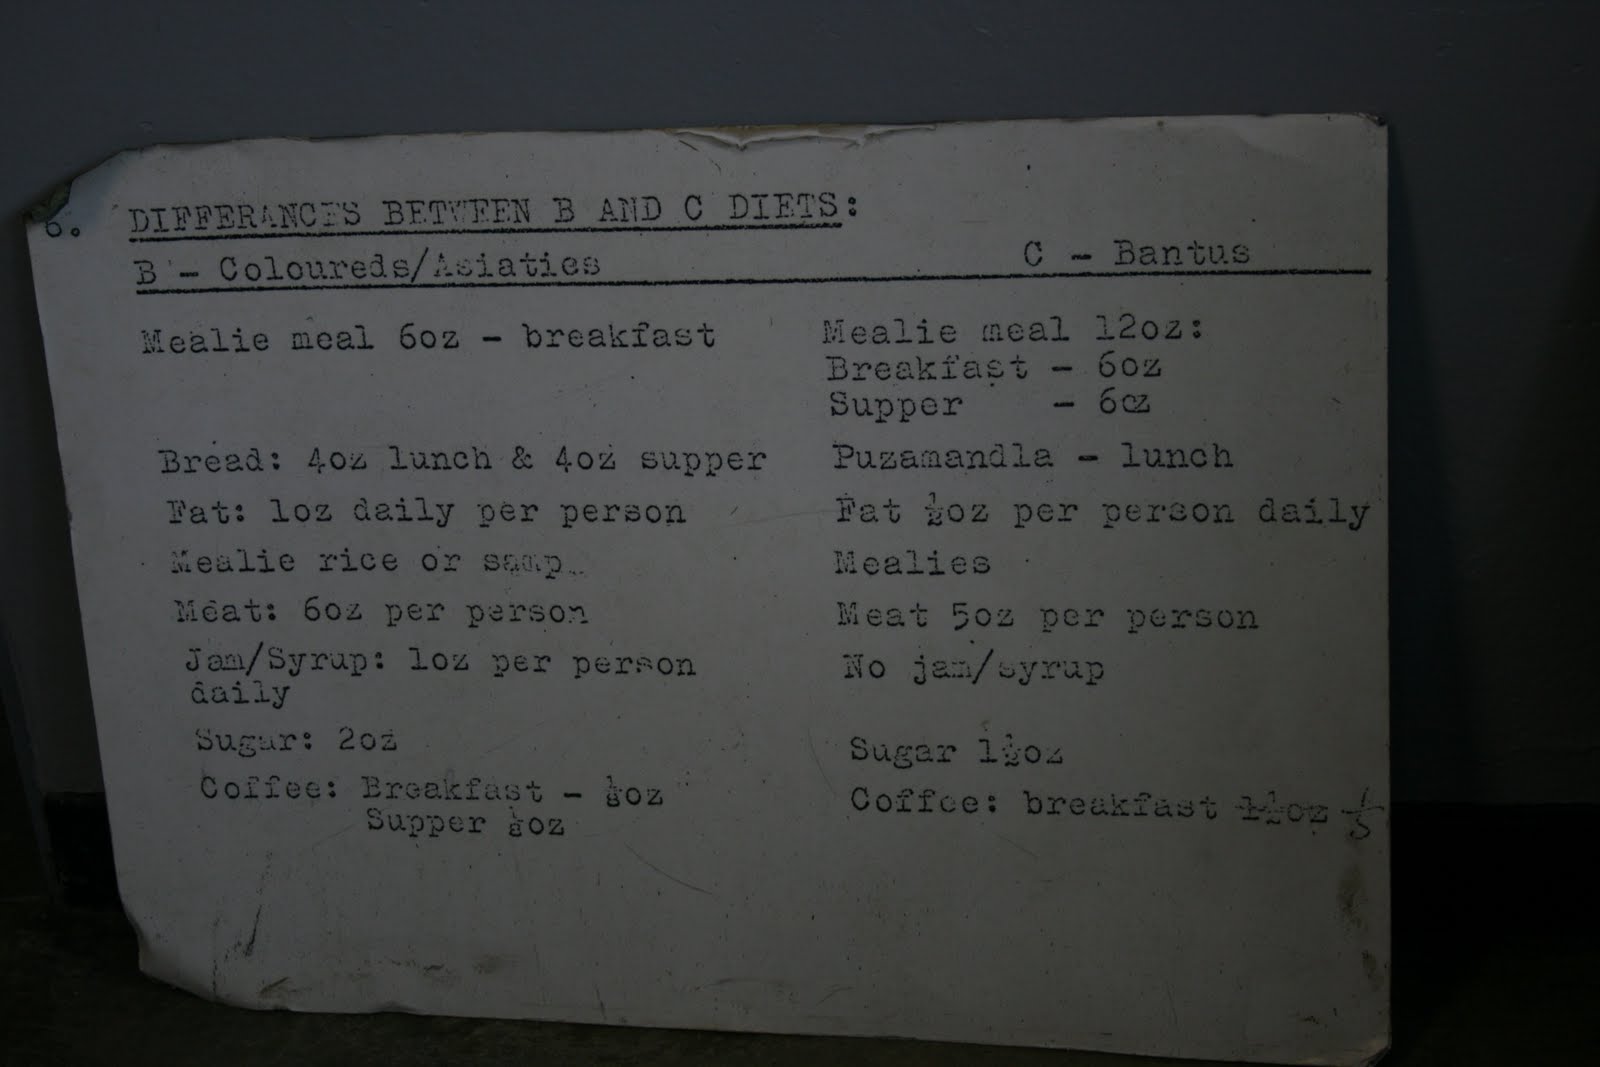 6. DIFFERANCES BETWEEN B AND C DIETS:
B - Coloureds/Asiaties C - Bantus
Mealie meal 6oz - breakfast Mealie meal 12oz:
Breakfast - 6oz
Supper - 6oz
Bread: 4oz lunch & 4oz supper Puzamandla - lunch
Fat: 1oz daily per person Fat ½oz per person daily
Mealie rice or samp Mealies
Meat: 6oz per person Meat 5oz per person
Jam/Syrup: 1oz per person No jam/syrup
daily
Sugar: 2oz Sugar 1½oz
Coffee: Breakfast - oz Coffee: breakfast 1½oz
Supper oz